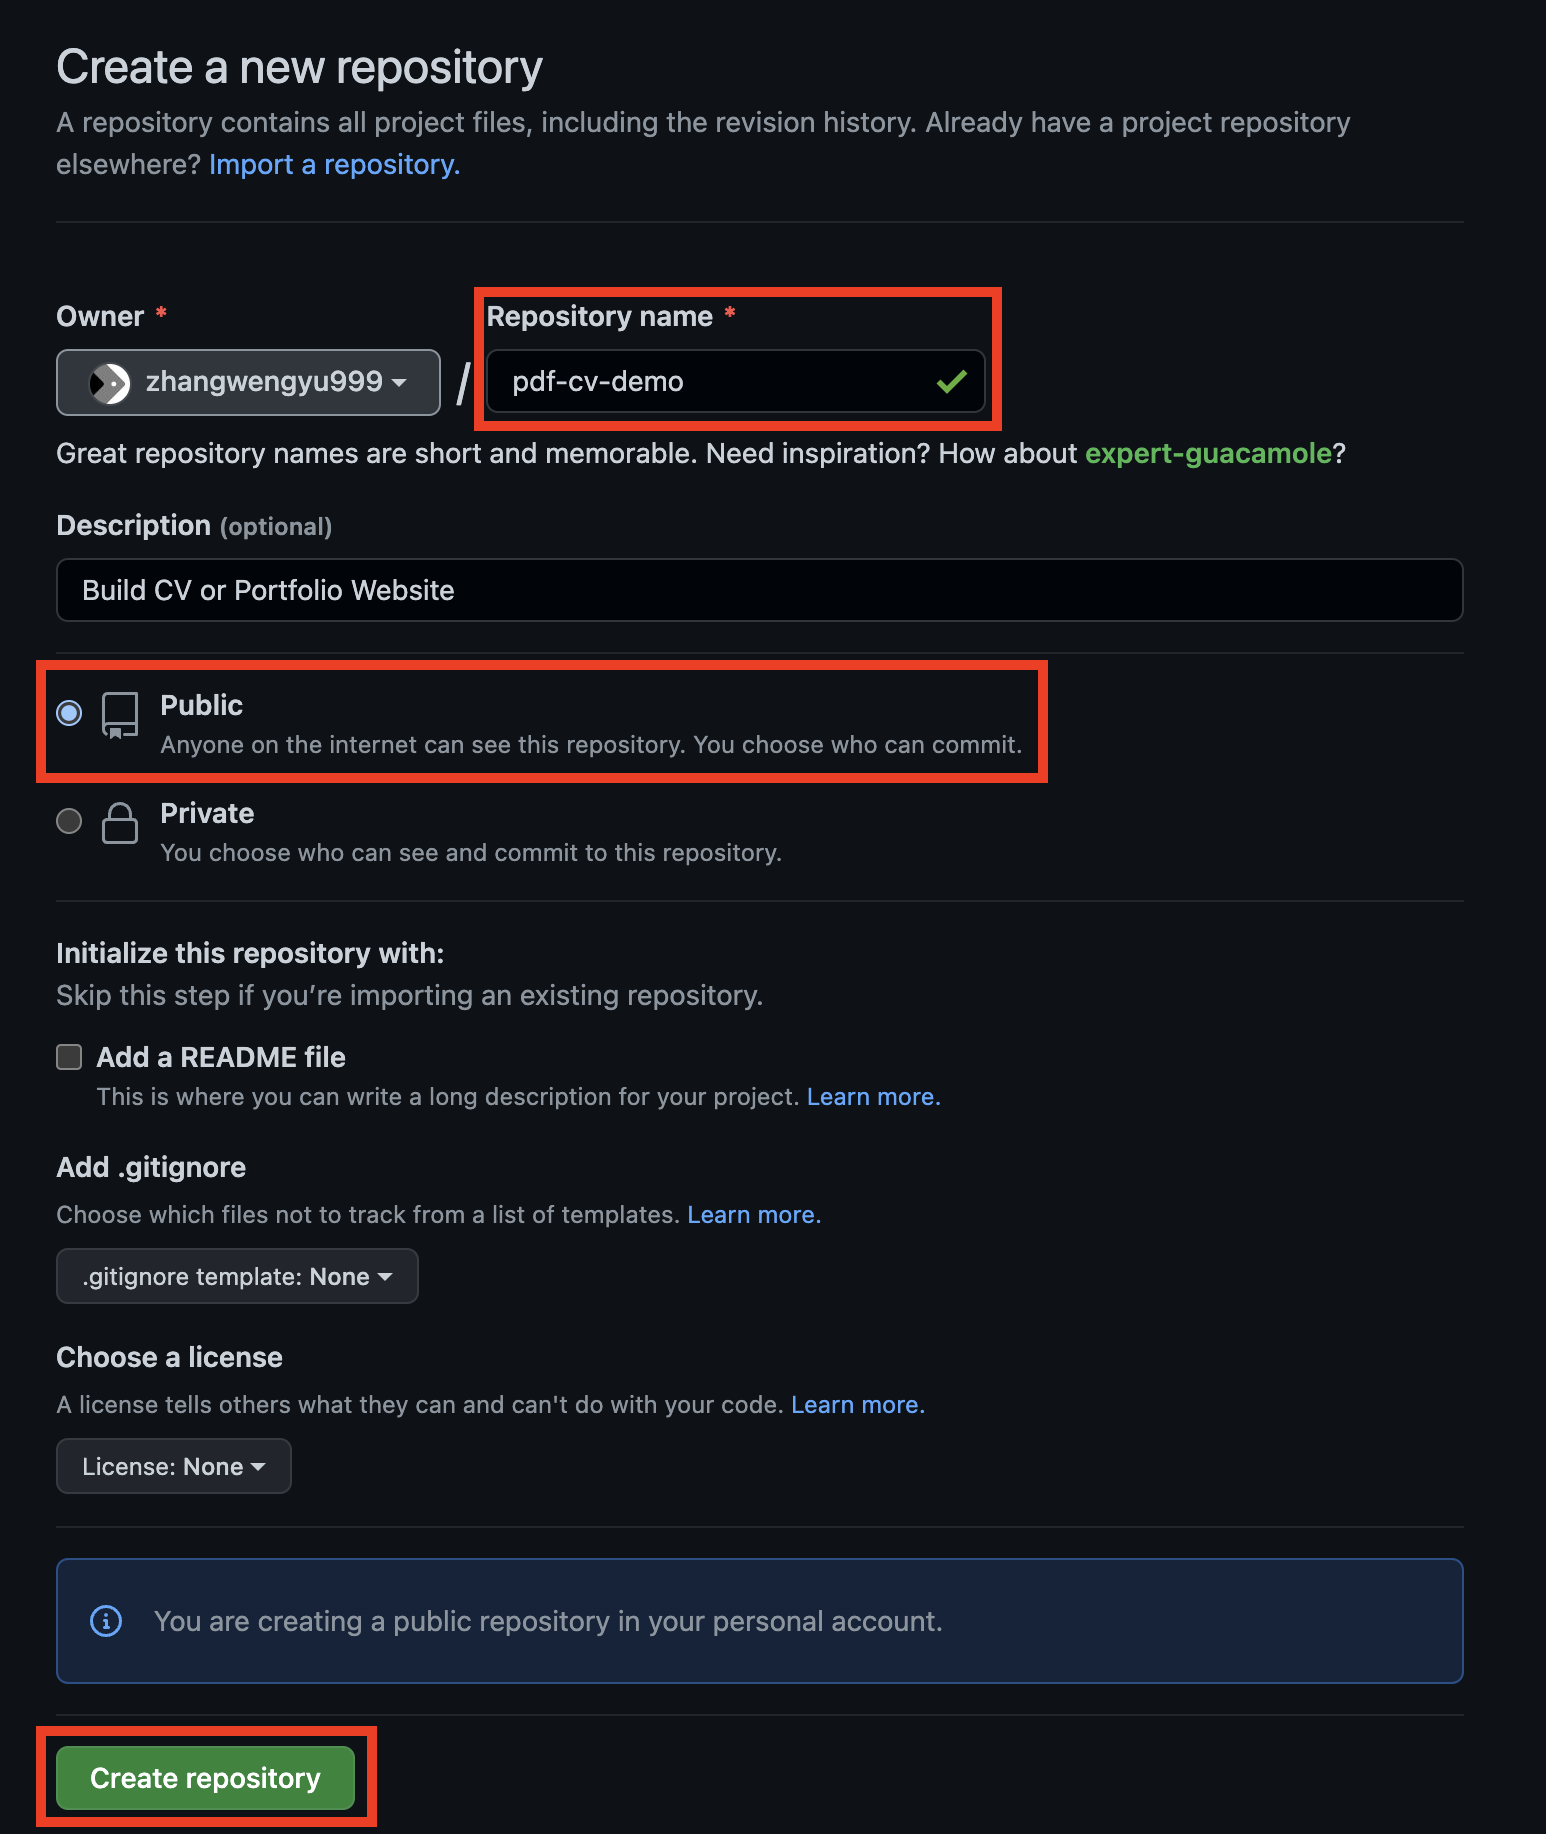 Create a new repository
A repository contains all project files, including the revision history. Already have a project repository
elsewhere? Import a repository.
Owner *
Repository name *
zhangwengyu999 / pdf-cv-demo
Great repository names are short and memorable. Need inspiration? How about expert-guacamole?
Description (optional)
Build CV or Portfolio Website
Public
Anyone on the internet can see this repository. You choose who can commit.
Private
You choose who can see and commit to this repository.
Initialize this repository with:
Skip this step if you’re importing an existing repository.
Add a README file
This is where you can write a long description for your project. Learn more.
Add .gitignore
Choose which files not to track from a list of templates. Learn more.
.gitignore template: None
Choose a license
A license tells others what they can and can't do with your code. Learn more.
License: None
You are creating a public repository in your personal account.
Create repository